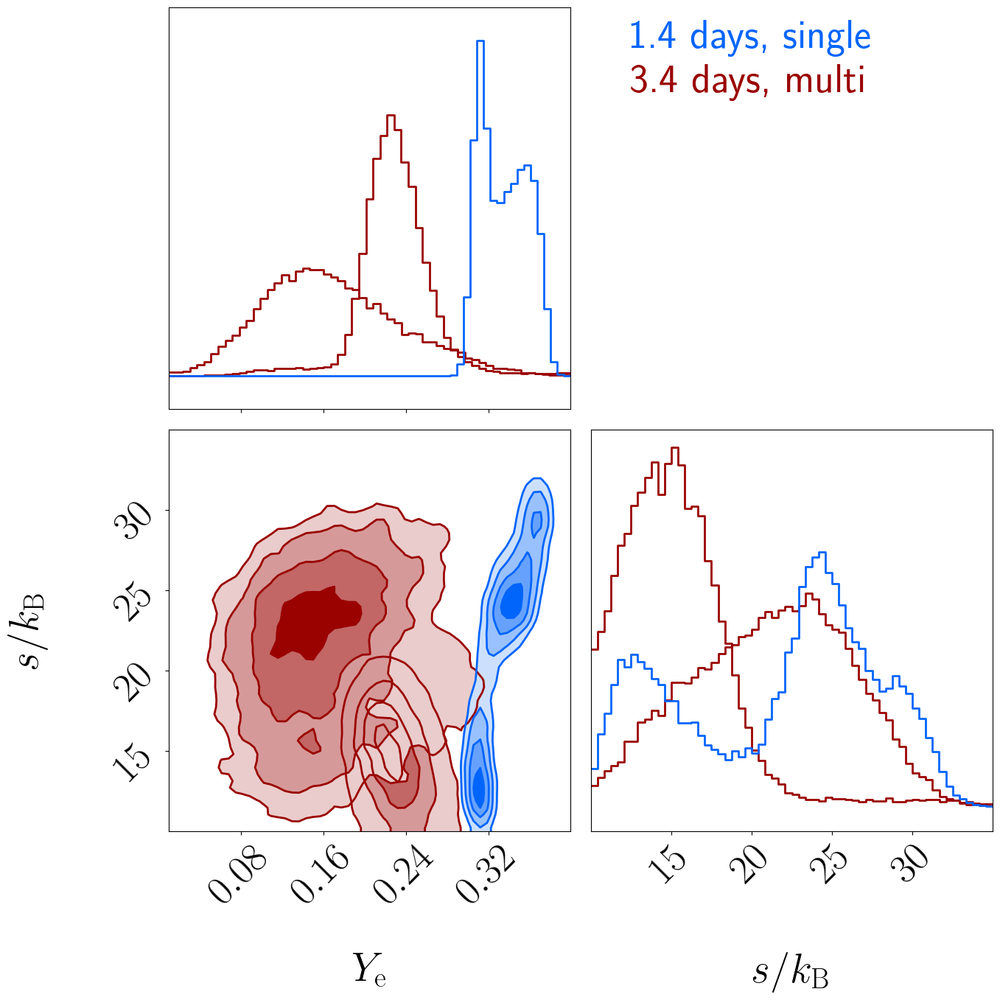 1.4 days, single
3.4 days, multi
30
25
20
15
s/k_B
0.08 0.16 0.24 0.32
15 20 25 30
Y_e
s/k_B